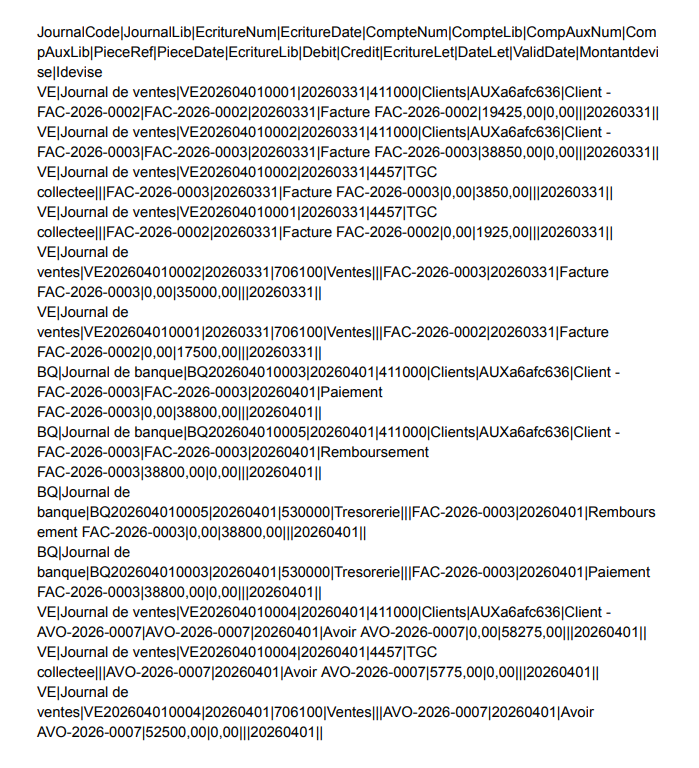 JournalCode|JournalLib|EcritureNum|EcritureDate|CompteNum|CompteLib|CompAuxNum|Com
pAuxLib|PieceRef|PieceDate|EcritureLib|Debit|Credit|EcritureLet|DateLet|ValidDate|Montantdevi
se|Idevise
VE|Journal de ventes|VE202604010001|20260331|411000|Clients|AUXa6afc636|Client -
FAC-2026-0002|FAC-2026-0002|20260331|Facture FAC-2026-0002|19425,00|0,00|||20260331||
VE|Journal de ventes|VE202604010002|20260331|411000|Clients|AUXa6afc636|Client -
FAC-2026-0003|FAC-2026-0003|20260331|Facture FAC-2026-0003|38850,00|0,00|||20260331||
VE|Journal de ventes|VE202604010002|20260331|4457|TGC
collectee|||FAC-2026-0003|20260331|Facture FAC-2026-0003|0,00|3850,00|||20260331||
VE|Journal de ventes|VE202604010001|20260331|4457|TGC
collectee|||FAC-2026-0002|20260331|Facture FAC-2026-0002|0,00|1925,00|||20260331||
VE|Journal de
ventes|VE202604010002|20260331|706100|Ventes|||FAC-2026-0003|20260331|Facture
FAC-2026-0003|0,00|35000,00|||20260331||
VE|Journal de
ventes|VE202604010001|20260331|706100|Ventes|||FAC-2026-0002|20260331|Facture
FAC-2026-0002|0,00|17500,00|||20260331||
BQ|Journal de banque|BQ202604010003|20260401|411000|Clients|AUXa6afc636|Client -
FAC-2026-0003|FAC-2026-0003|20260401|Paiement
FAC-2026-0003|0,00|38800,00|||20260401||
BQ|Journal de banque|BQ202604010005|20260401|411000|Clients|AUXa6afc636|Client -
FAC-2026-0003|FAC-2026-0003|20260401|Remboursement
FAC-2026-0003|38800,00|0,00|||20260401||
BQ|Journal de
banque|BQ202604010005|20260401|530000|Tresorerie|||FAC-2026-0003|20260401|Rembours
ement FAC-2026-0003|0,00|38800,00|||20260401||
BQ|Journal de
banque|BQ202604010003|20260401|530000|Tresorerie|||FAC-2026-0003|20260401|Paiement
FAC-2026-0003|38800,00|0,00|||20260401||
VE|Journal de ventes|VE202604010004|20260401|411000|Clients|AUXa6afc636|Client -
AVO-2026-0007|AVO-2026-0007|20260401|Avoir AVO-2026-0007|0,00|58275,00|||20260401||
VE|Journal de ventes|VE202604010004|20260401|4457|TGC
collectee|||AVO-2026-0007|20260401|Avoir AVO-2026-0007|5775,00|0,00|||20260401||
VE|Journal de
ventes|VE202604010004|20260401|706100|Ventes|||AVO-2026-0007|20260401|Avoir
AVO-2026-0007|52500,00|0,00|||20260401||